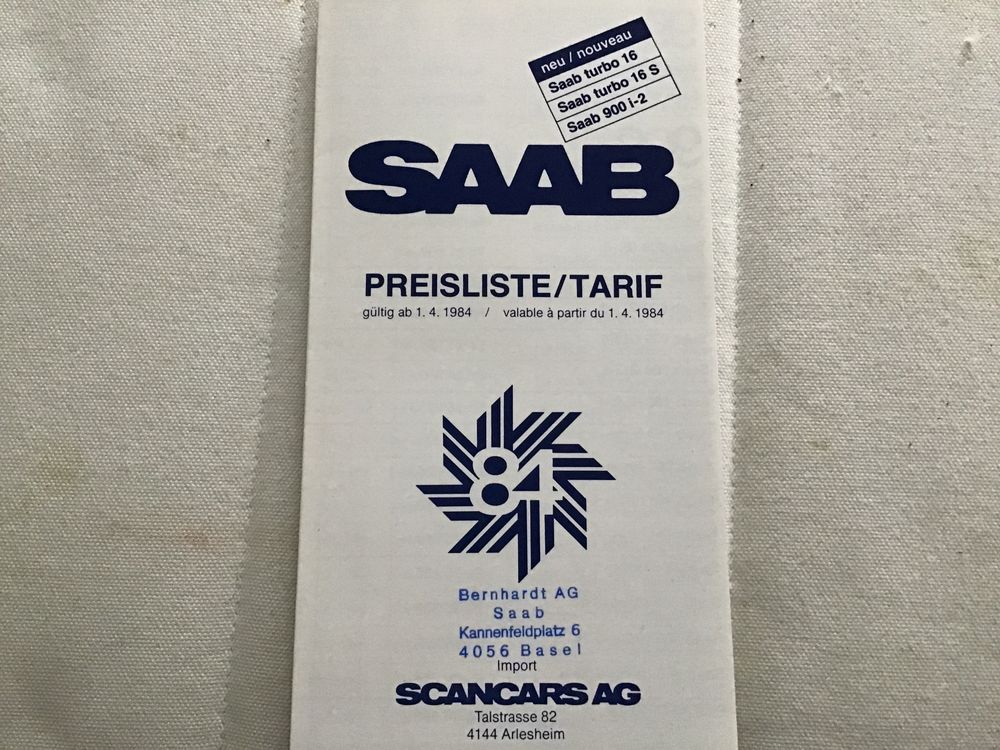 neu / nouveau
Saab turbo 16
Saab turbo 16 S
Saab 900 i-2
SAAB
PREISLISTE/TARIF
gültig ab 1. 4. 1984 / valable à partir du 1. 4. 1984
84
Bernhardt AG
Saab
Kannenfeldplatz 6
4056 Basel
Import
SCANCARS AG
Talstrasse 82
4144 Arlesheim